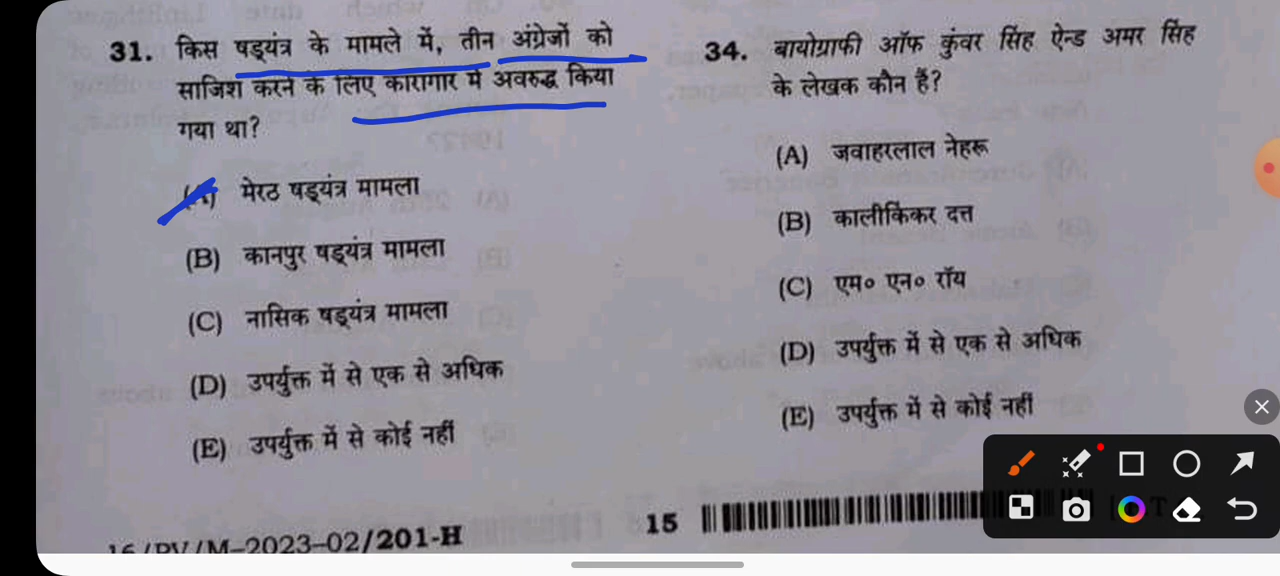 31. किस षड्यंत्र के मामले में, तीन अंग्रेजों को
साजिश करने के लिए कारागार में अवरुद्ध किया
गया था?
(A) मेरठ षड्यंत्र मामला
(B) कानपुर षड्यंत्र मामला
(C) नासिक षड्यंत्र मामला
(D) उपर्युक्त में से एक से अधिक
(E) उपर्युक्त में से कोई नहीं
34. बायोग्राफी ऑफ कुंवर सिंह ऐन्ड अमर सिंह
के लेखक कौन हैं?
(A) जवाहरलाल नेहरू
(B) कालीकिंकर दत्त
(C) एम० एन० रॉय
(D) उपर्युक्त में से एक से अधिक
(E) उपर्युक्त में से कोई नहीं
16/PV/M-2023-02/201-H
15